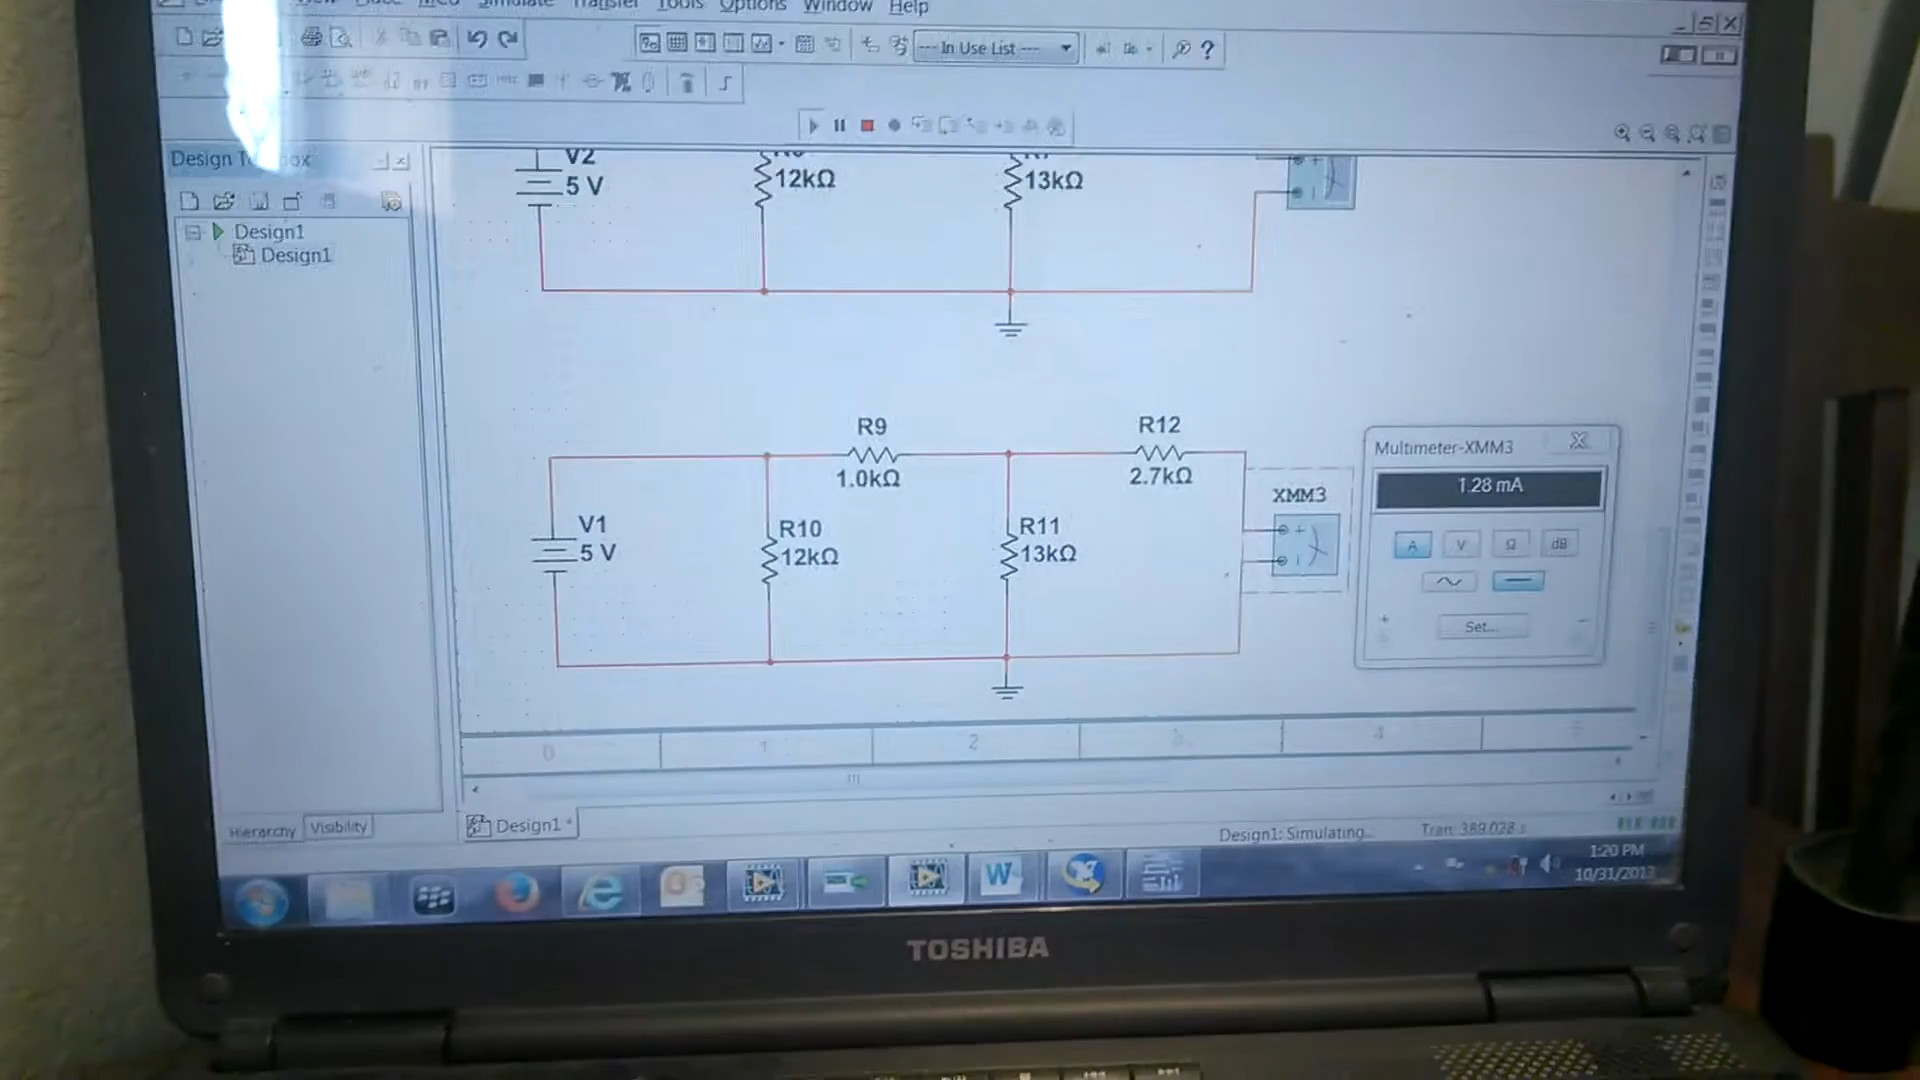 View Place MCU Simulate Transfer Tools Options Window Help
--- In Use List ---
?
Design
V2
5 V
12kΩ
13kΩ
Design1
Design1
R9
1.0kΩ
R12
2.7kΩ
V1
5 V
R10
12kΩ
R11
13kΩ
XMM3
Multimeter-XMM3
1.28 mA
A V Ω dB
Set...
0 1 2 3 4
Hierarchy Visibility
Design1 *
Design1: Simulating...
Tran: 389.028 s
1:20 PM
10/31/2013
W
TOSHIBA